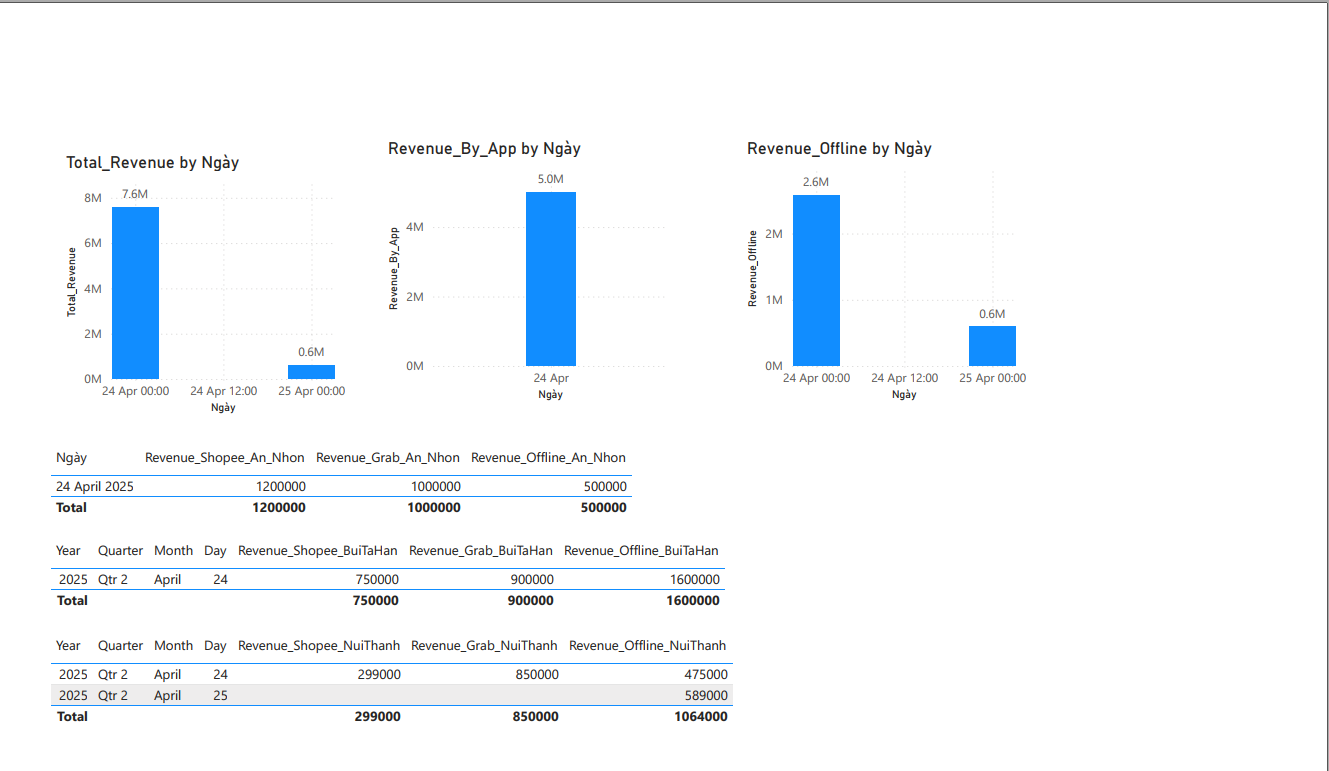 Total_Revenue by Ngày
Total_Revenue
8M
6M
4M
2M
0M
7.6M
0.6M
24 Apr 00:00 24 Apr 12:00 25 Apr 00:00
Ngày
Revenue_By_App by Ngày
Revenue_By_App
4M
2M
0M
5.0M
24 Apr
Ngày
Revenue_Offline by Ngày
Revenue_Offline
2M
1M
0M
2.6M
0.6M
24 Apr 00:00 24 Apr 12:00 25 Apr 00:00
Ngày
Ngày Revenue_Shopee_An_Nhon Revenue_Grab_An_Nhon Revenue_Offline_An_Nhon
24 April 2025 1200000 1000000 500000
Total 1200000 1000000 500000
Year Quarter Month Day Revenue_Shopee_BuiTaHan Revenue_Grab_BuiTaHan Revenue_Offline_BuiTaHan
2025 Qtr 2 April 24 750000 900000 1600000
Total 750000 900000 1600000
Year Quarter Month Day Revenue_Shopee_NuiThanh Revenue_Grab_NuiThanh Revenue_Offline_NuiThanh
2025 Qtr 2 April 24 299000 850000 475000
2025 Qtr 2 April 25 589000
Total 299000 850000 1064000